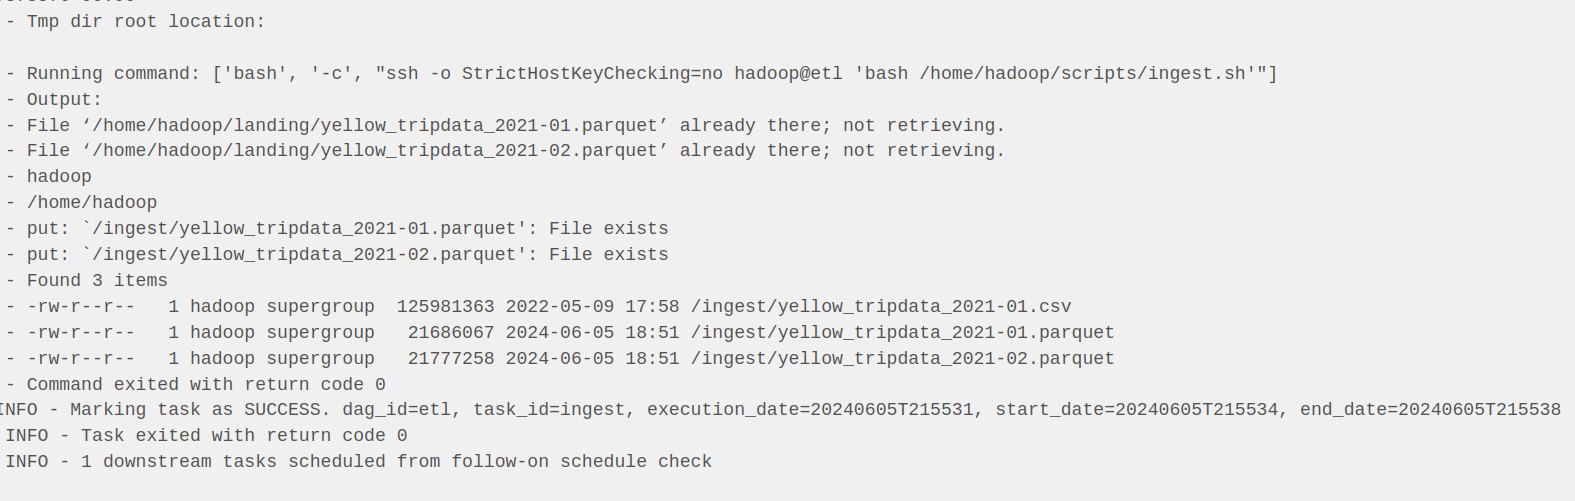 - Tmp dir root location:
- Running command: ['bash', '-c', "ssh -o StrictHostKeyChecking=no hadoop@etl 'bash /home/hadoop/scripts/ingest.sh'"]
- Output:
- File ‘/home/hadoop/landing/yellow_tripdata_2021-01.parquet’ already there; not retrieving.
- File ‘/home/hadoop/landing/yellow_tripdata_2021-02.parquet’ already there; not retrieving.
- hadoop
- /home/hadoop
- put: `/ingest/yellow_tripdata_2021-01.parquet': File exists
- put: `/ingest/yellow_tripdata_2021-02.parquet': File exists
- Found 3 items
- -rw-r--r--   1 hadoop supergroup  125981363 2022-05-09 17:58 /ingest/yellow_tripdata_2021-01.csv
- -rw-r--r--   1 hadoop supergroup   21686067 2024-06-05 18:51 /ingest/yellow_tripdata_2021-01.parquet
- -rw-r--r--   1 hadoop supergroup   21777258 2024-06-05 18:51 /ingest/yellow_tripdata_2021-02.parquet
- Command exited with return code 0
INFO - Marking task as SUCCESS. dag_id=etl, task_id=ingest, execution_date=20240605T215531, start_date=20240605T215534, end_date=20240605T215538
INFO - Task exited with return code 0
INFO - 1 downstream tasks scheduled from follow-on schedule check